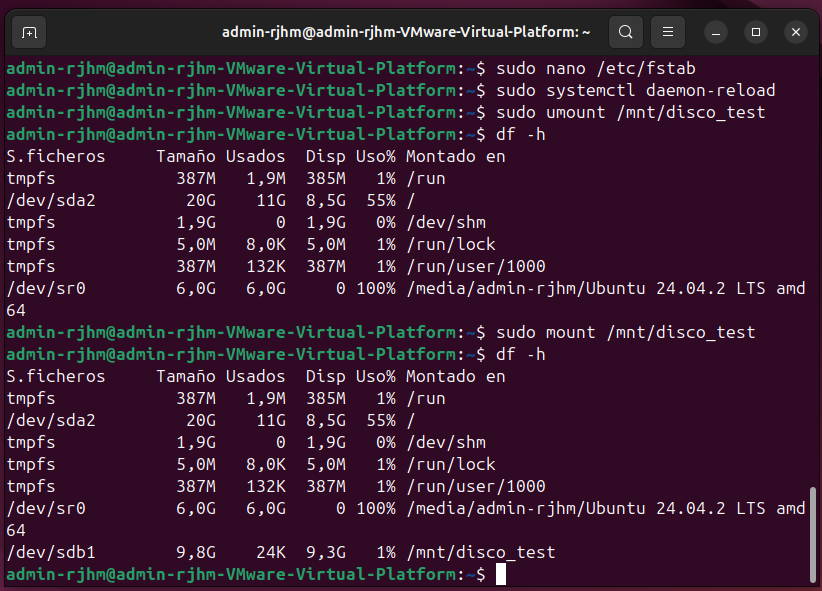 admin-rjhm@admin-rjhm-VMware-Virtual-Platform: ~
admin-rjhm@admin-rjhm-VMware-Virtual-Platform:~$ sudo nano /etc/fstab
admin-rjhm@admin-rjhm-VMware-Virtual-Platform:~$ sudo systemctl daemon-reload
admin-rjhm@admin-rjhm-VMware-Virtual-Platform:~$ sudo umount /mnt/disco_test
admin-rjhm@admin-rjhm-VMware-Virtual-Platform:~$ df -h
S.ficheros     Tamaño Usados  Disp Uso% Montado en
tmpfs            387M   1,9M  385M   1% /run
/dev/sda2         20G    11G  8,5G  55% /
tmpfs            1,9G      0  1,9G   0% /dev/shm
tmpfs            5,0M   8,0K  5,0M   1% /run/lock
tmpfs            387M   132K  387M   1% /run/user/1000
/dev/sr0         6,0G   6,0G     0 100% /media/admin-rjhm/Ubuntu 24.04.2 LTS amd
64
admin-rjhm@admin-rjhm-VMware-Virtual-Platform:~$ sudo mount /mnt/disco_test
admin-rjhm@admin-rjhm-VMware-Virtual-Platform:~$ df -h
S.ficheros     Tamaño Usados  Disp Uso% Montado en
tmpfs            387M   1,9M  385M   1% /run
/dev/sda2         20G    11G  8,5G  55% /
tmpfs            1,9G      0  1,9G   0% /dev/shm
tmpfs            5,0M   8,0K  5,0M   1% /run/lock
tmpfs            387M   132K  387M   1% /run/user/1000
/dev/sr0         6,0G   6,0G     0 100% /media/admin-rjhm/Ubuntu 24.04.2 LTS amd
64
/dev/sdb1        9,8G    24K  9,3G   1% /mnt/disco_test
admin-rjhm@admin-rjhm-VMware-Virtual-Platform:~$